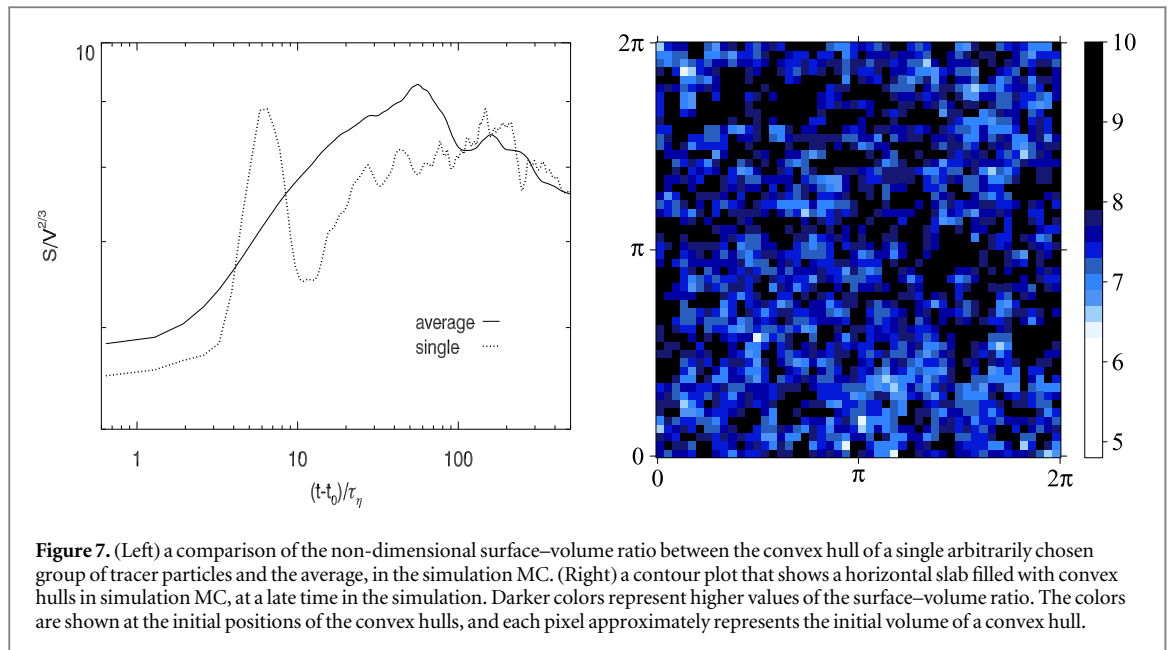 10
S/V^{2/3}
average
single
1
10
100
(t-t_0)/τ_η
2π
π
0
0
π
2π
10
9
8
7
6
5
Figure 7. (Left) a comparison of the non-dimensional surface–volume ratio between the convex hull of a single arbitrarily chosen
group of tracer particles and the average, in the simulation MC. (Right) a contour plot that shows a horizontal slab filled with convex
hulls in simulation MC, at a late time in the simulation. Darker colors represent higher values of the surface–volume ratio. The colors
are shown at the initial positions of the convex hulls, and each pixel approximately represents the initial volume of a convex hull.